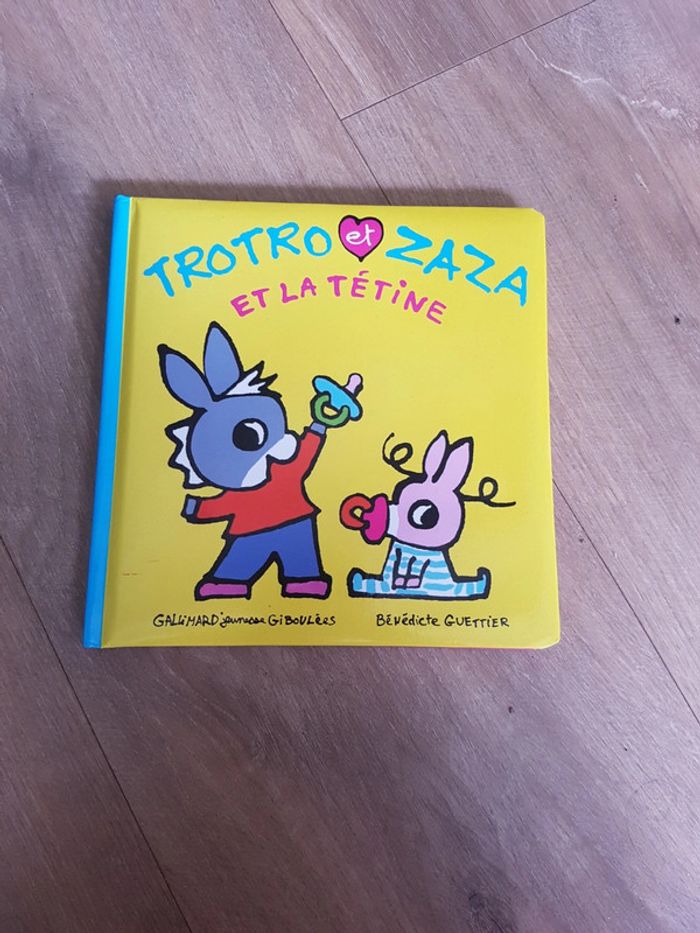 TROTRO et ZAZA
ET LA TÉTiNE
GALLiMARD jeunesse GiBOULées BÉNÉdicte GUETTIER